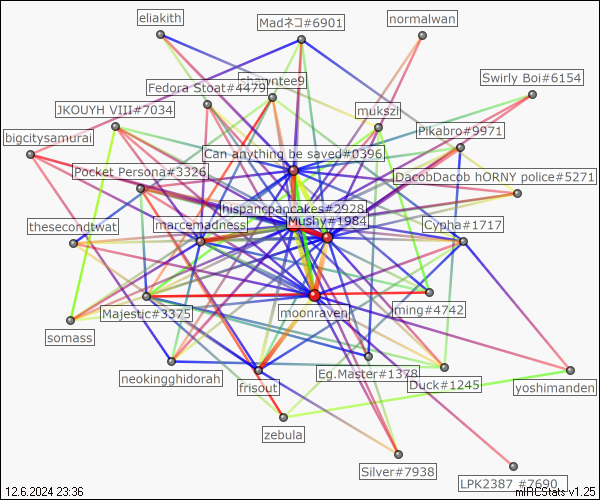 eliakith
Madネコ#6901
normalwan
Swirly Boi#6154
shawntee9
Fedora Stoat#4479
JKOUYH VIII#7034
mukszi
Pikabro#9971
bigcitysamurai
Can anything be saved#0396
Pocket Persona#3326
DacobDacob hORNY police#5271
hispancpancakes#2928
Mushy#1984
thesecondtwat
marcemadness
Cypha#1717
Majestic#3375
moonraven
ming#4742
somass
neokingghidorah
frisout
Eg.Master#1378
Duck#1245
yoshimanden
zebula
Silver#7938
LPK2387 #7690
12.6.2024 23:36
mIRCStats v1.25